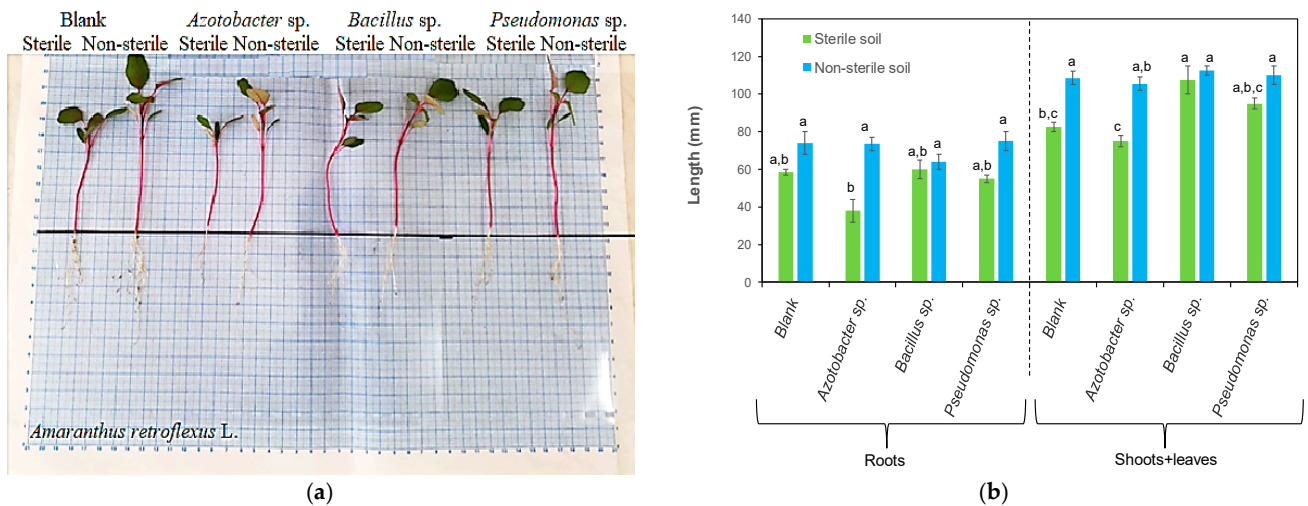 Blank Azotobacter sp. Bacillus sp. Pseudomonas sp.
Sterile Non-sterile Sterile Non-sterile Sterile Non-sterile Sterile Non-sterile
Amaranthus retroflexus L.
(a)
Length (mm)
140
120
100
80
60
40
20
0
Sterile soil
Non-sterile soil
a,b a b a a,b a a,b a b,c a c a,b a a a,b,c a
Blank Azotobacter sp. Bacillus sp. Pseudomonas sp. Blank Azotobacter sp. Bacillus sp. Pseudomonas sp.
Roots Shoots+leaves
(b)